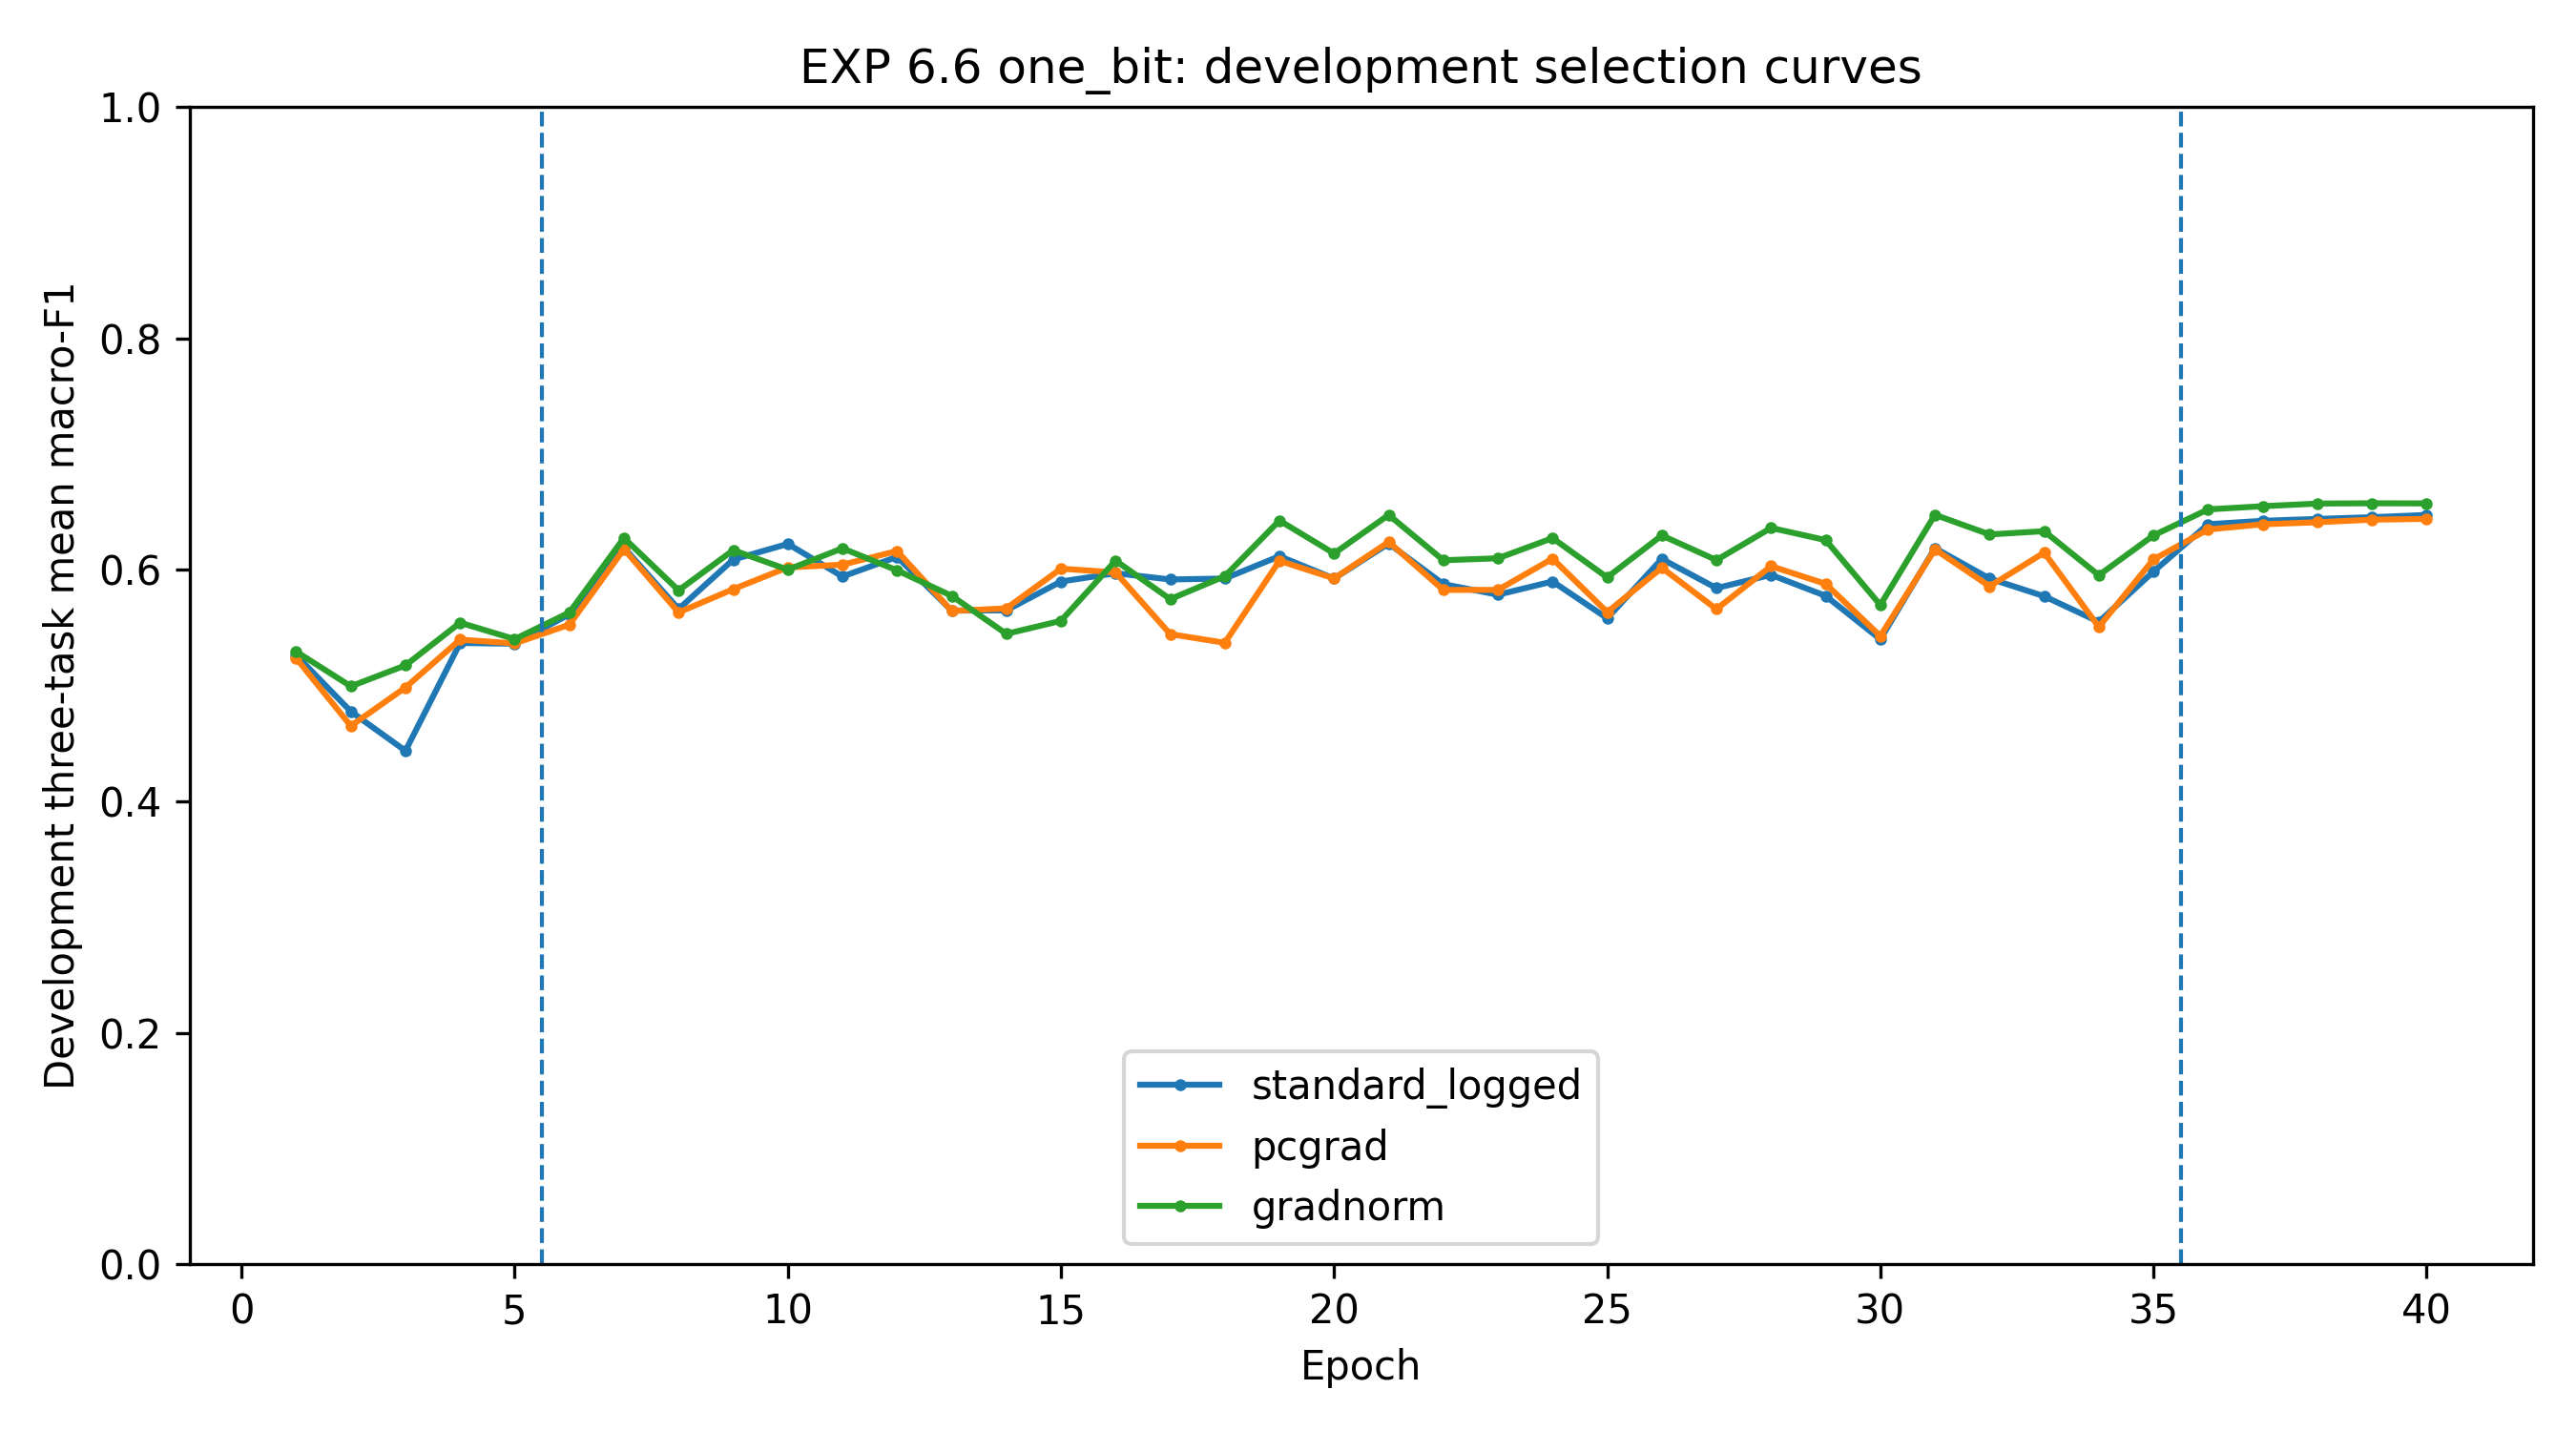 EXP 6.6 one_bit: development selection curves
Development three-task mean macro-F1
1.0
0.8
0.6
0.4
0.2
0.0
standard_logged
pcgrad
gradnorm
0 5 10 15 20 25 30 35 40
Epoch